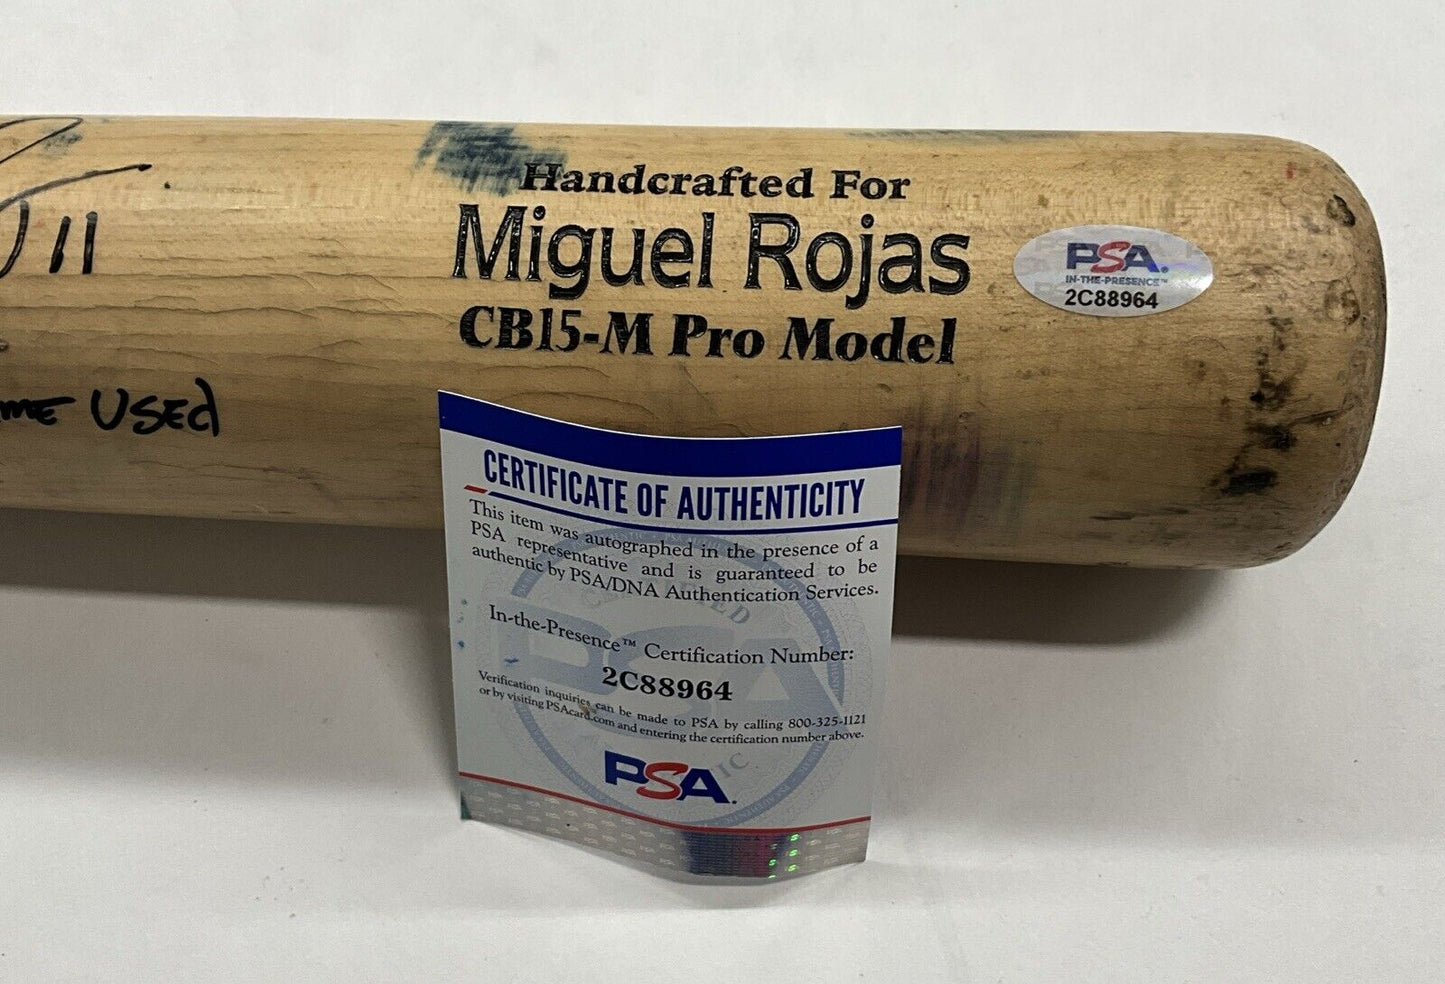 11
Handcrafted For
Miguel Rojas
CB15-M Pro Model
USED
PSA
IN-THE-PRESENCE™
2C88964
CERTIFICATE OF AUTHENTICITY
This item was autographed in the presence of a
PSA representative and is guaranteed to be
authentic by PSA/DNA Authentication Services.
In-the-Presence™ Certification Number:
2C88964
Verification inquiries can be made to PSA by calling 800-325-1121
or by visiting PSAcard.com and entering the certification number above.
PSA